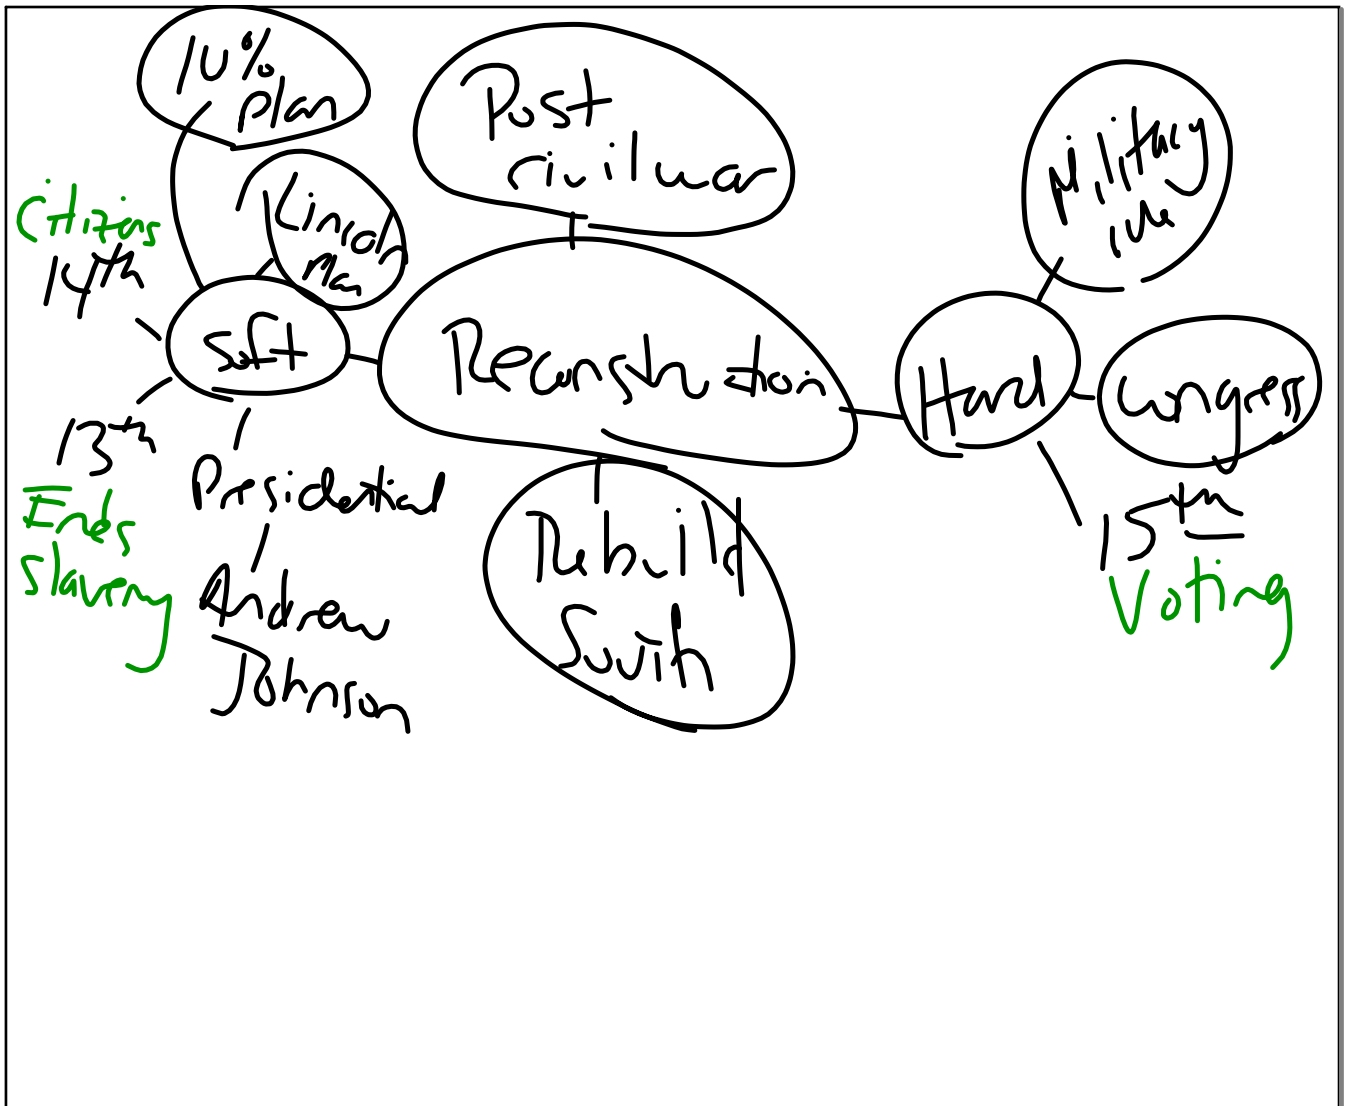 10%
plan
Post
civil war
Military
rule
Lincoln
Plan
Citizens
14th
Soft
Reconstruction
Hard
Congress
13th
Ends
slavery
Presidential
Andrew
Johnson
Rebuild
South
15th
Voting